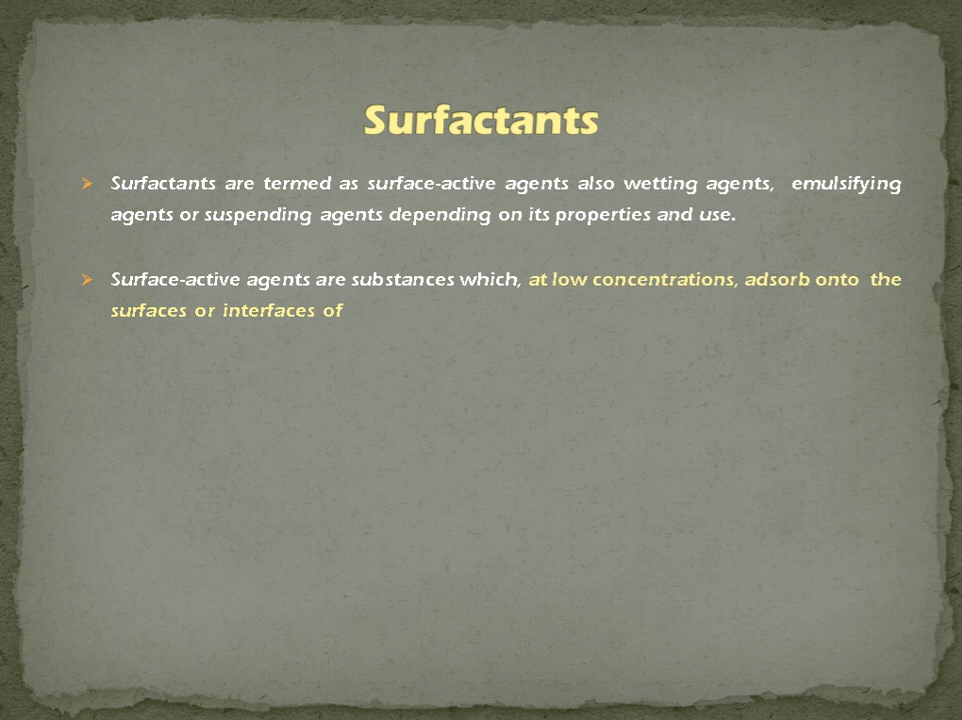 Surfactants
Surfactants are termed as surface-active agents also wetting agents, emulsifying
agents or suspending agents depending on its properties and use.
Surface-active agents are substances which, at low concentrations, adsorb onto the
surfaces or interfaces of